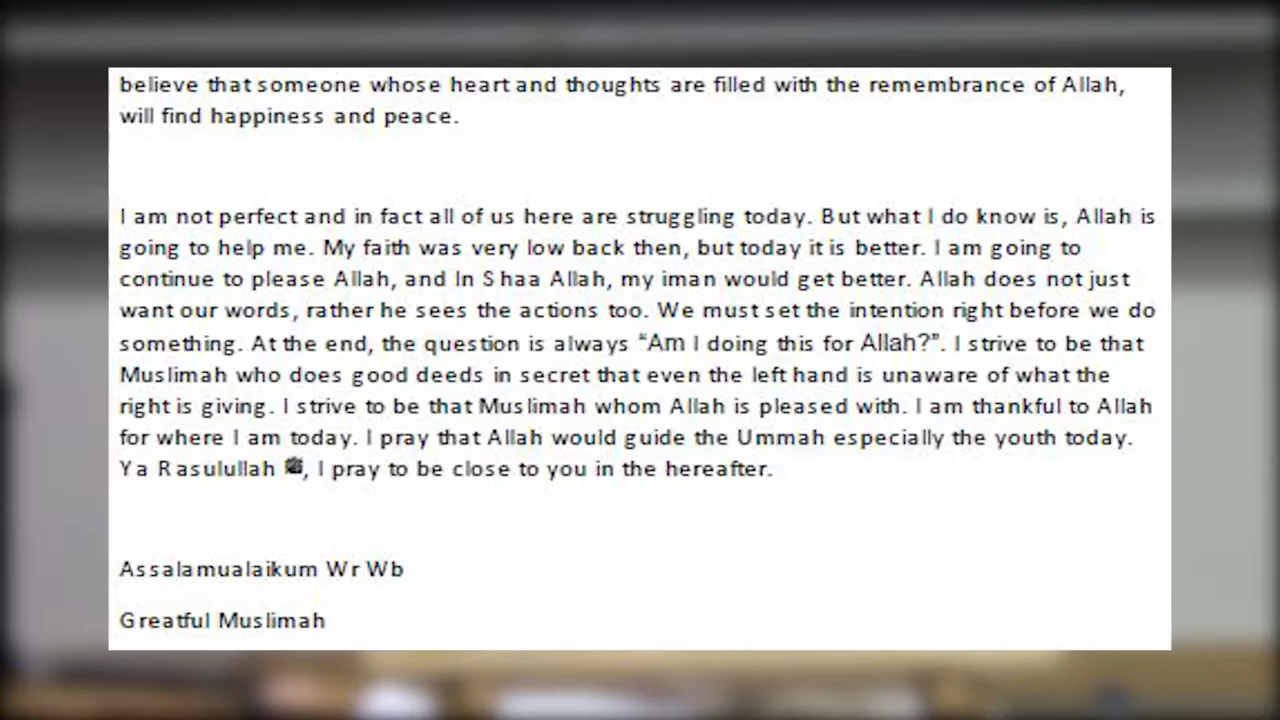 believe that someone whose heart and thoughts are filled with the remembrance of Allah,
will find happiness and peace.
I am not perfect and in fact all of us here are struggling today. But what I do know is, Allah is
going to help me. My faith was very low back then, but today it is better. I am going to
continue to please Allah, and In Shaa Allah, my iman would get better. Allah does not just
want our words, rather he sees the actions too. We must set the intention right before we do
something. At the end, the question is always “Am I doing this for Allah?”. I strive to be that
Muslimah who does good deeds in secret that even the left hand is unaware of what the
right is giving. I strive to be that Muslimah whom Allah is pleased with. I am thankful to Allah
for where I am today. I pray that Allah would guide the Ummah especially the youth today.
Ya Rasulullah ﷺ, I pray to be close to you in the hereafter.
Assalamualaikum Wr Wb
Greatful Muslimah